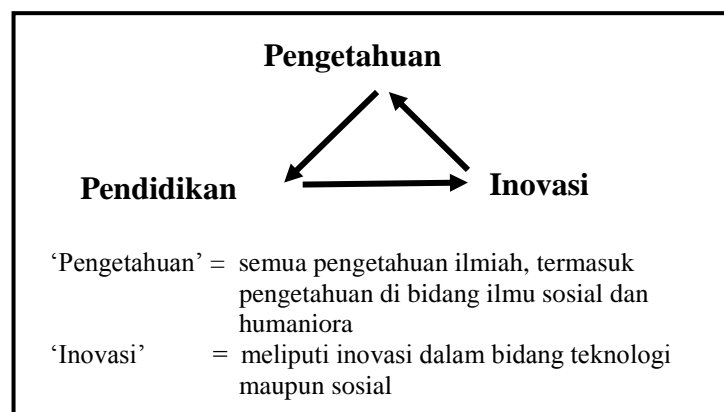 Pengetahuan
Pendidikan
Inovasi
‘Pengetahuan’ = semua pengetahuan ilmiah, termasuk
pengetahuan di bidang ilmu sosial dan
humaniora
‘Inovasi’ = meliputi inovasi dalam bidang teknologi
maupun sosial